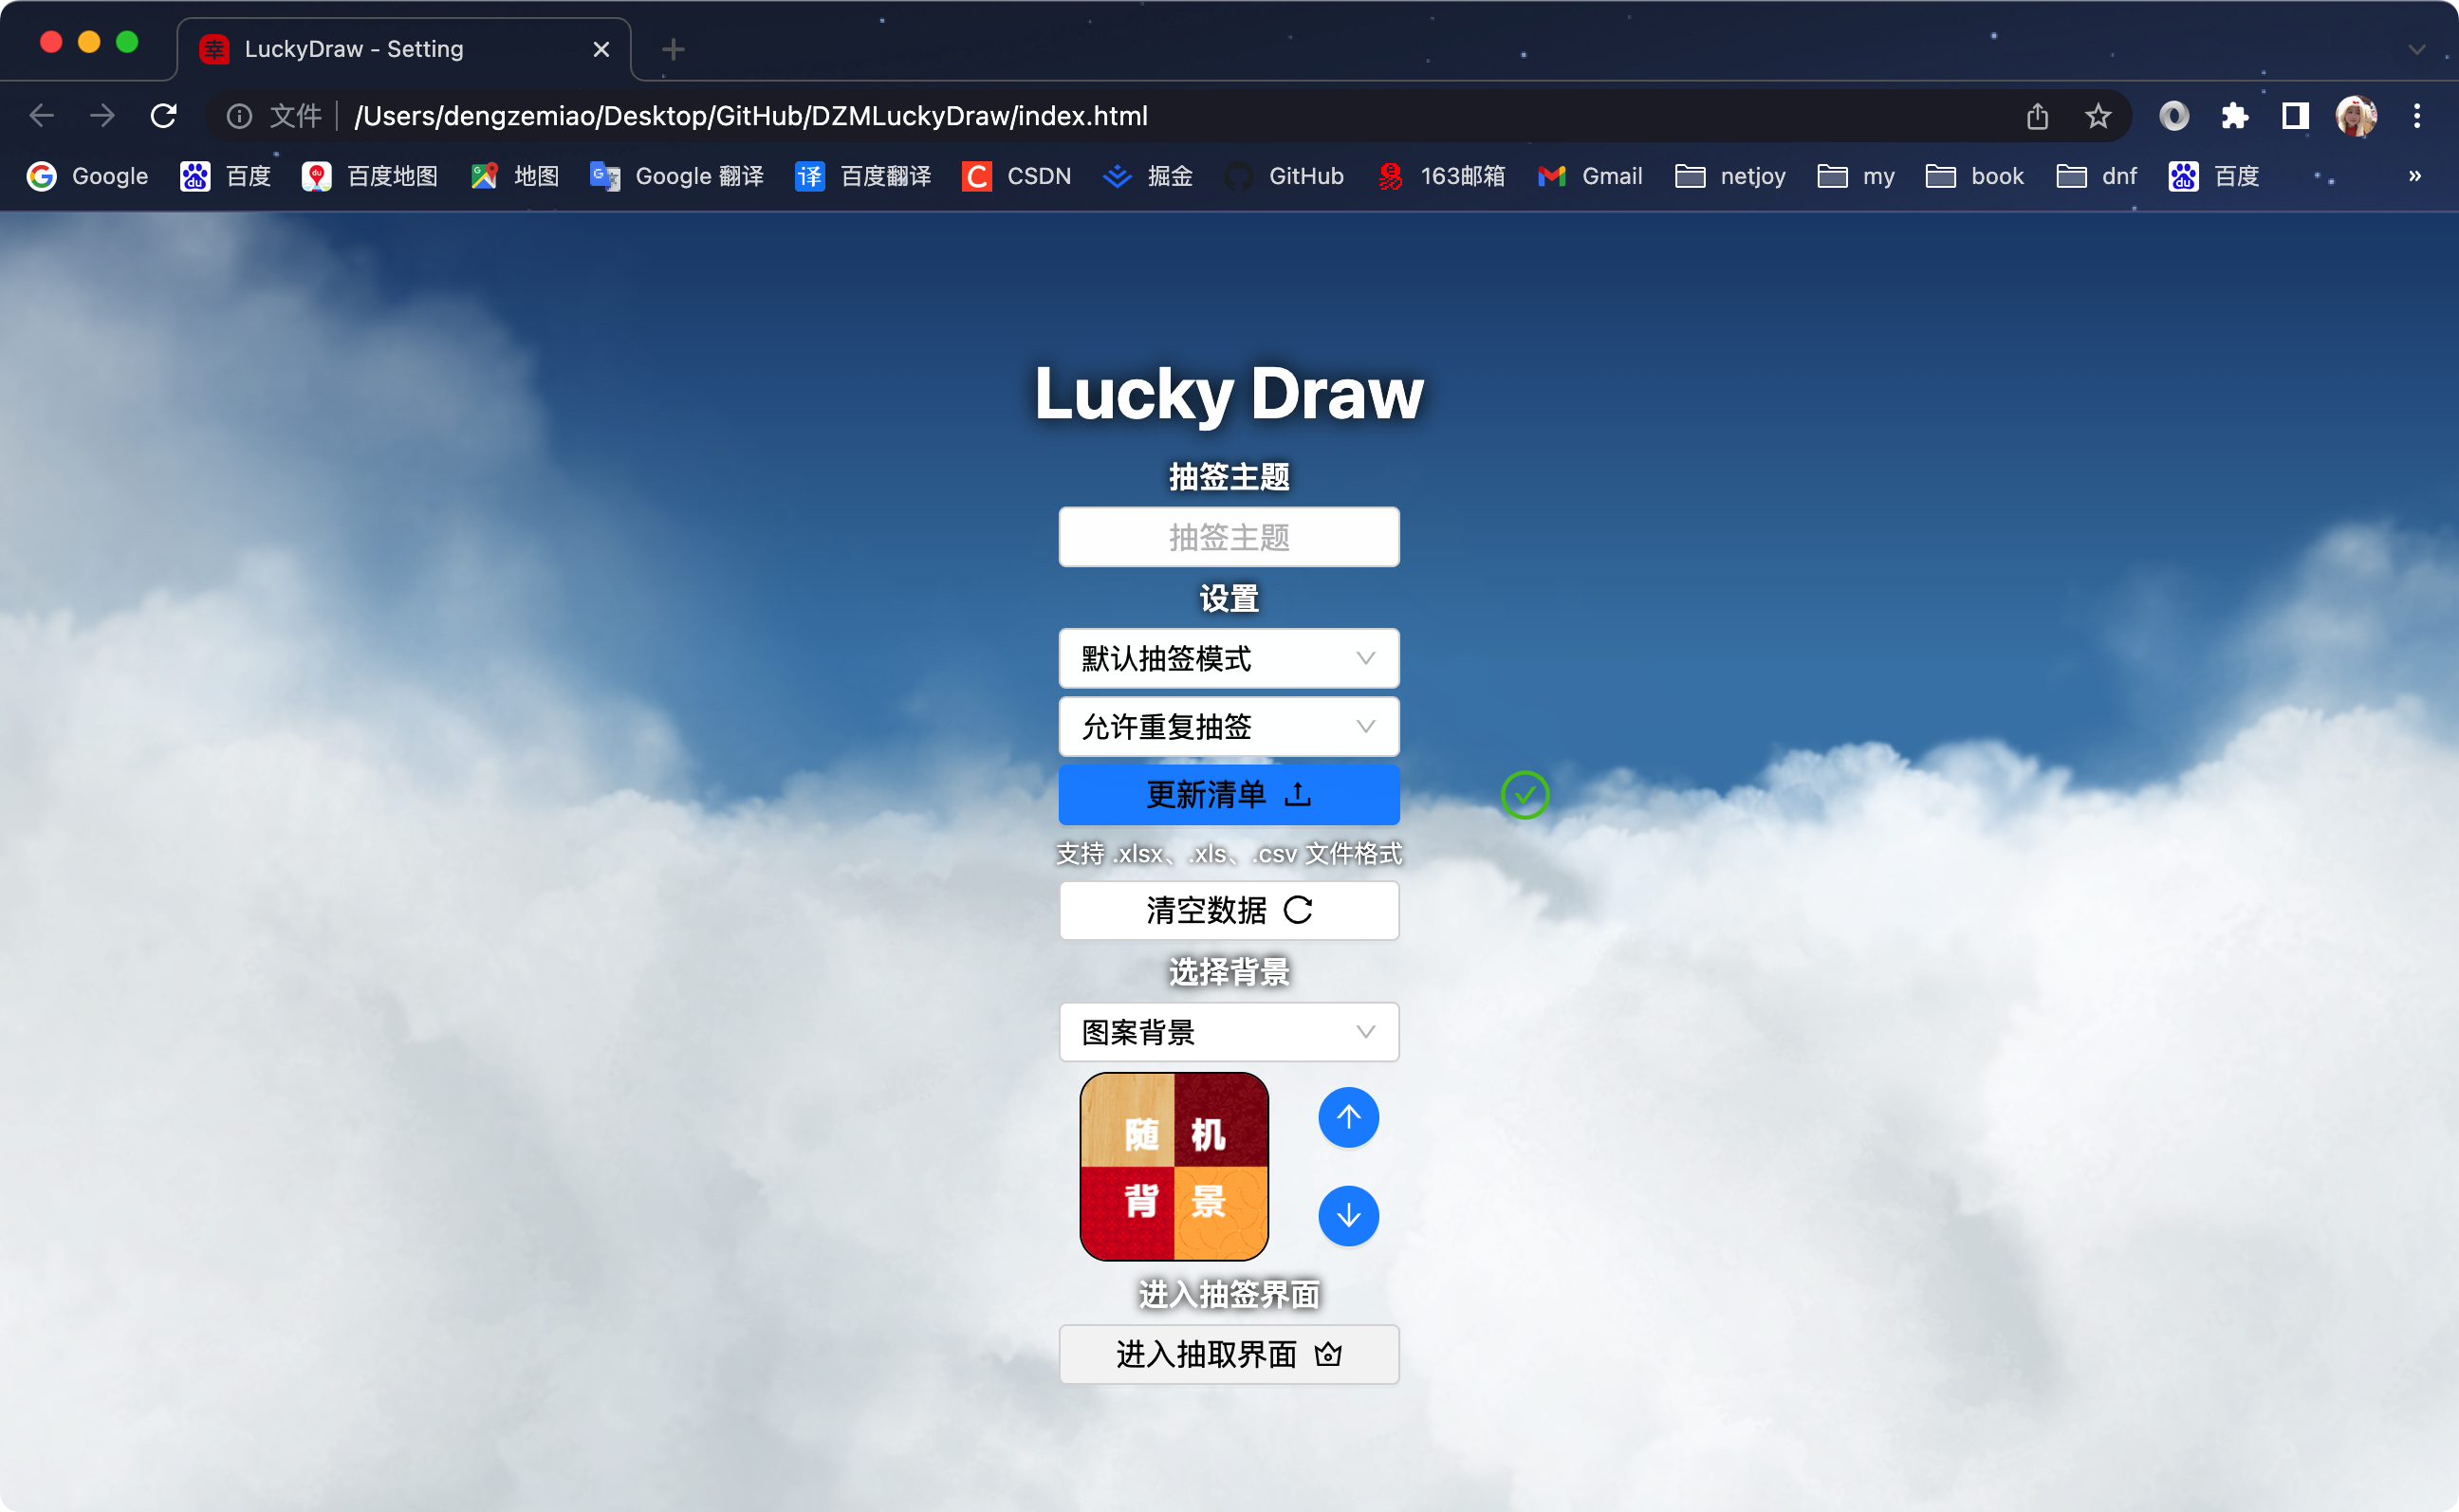 幸 LuckyDraw - Setting
文件 /Users/dengzemiao/Desktop/GitHub/DZMLuckyDraw/index.html
Google 百度 百度地图 地图 Google 翻译 百度翻译 CSDN 掘金 GitHub 163邮箱 Gmail netjoy my book dnf 百度 »
Lucky Draw
抽签主题
抽签主题
设置
默认抽签模式
允许重复抽签
更新清单
支持 .xlsx、.xls、.csv 文件格式
清空数据
选择背景
图案背景
随 机
背 景
进入抽签界面
进入抽取界面